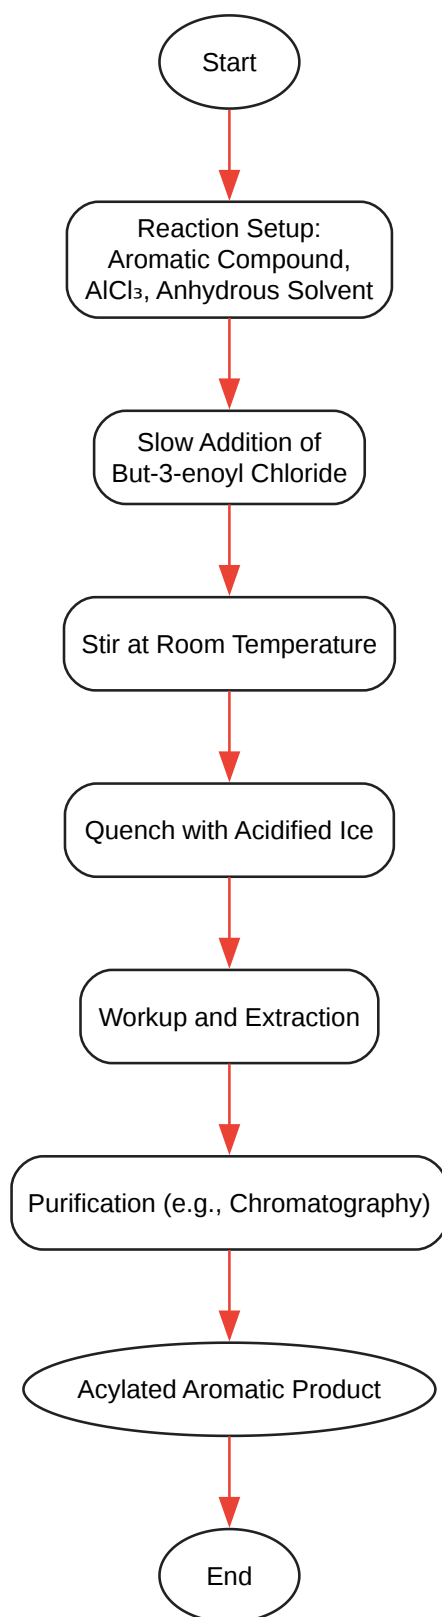 Start
Reaction Setup:
Aromatic Compound,
AlCl₃, Anhydrous Solvent
Slow Addition of
But-3-enoyl Chloride
Stir at Room Temperature
Quench with Acidified Ice
Workup and Extraction
Purification (e.g., Chromatography)
Acylated Aromatic Product
End